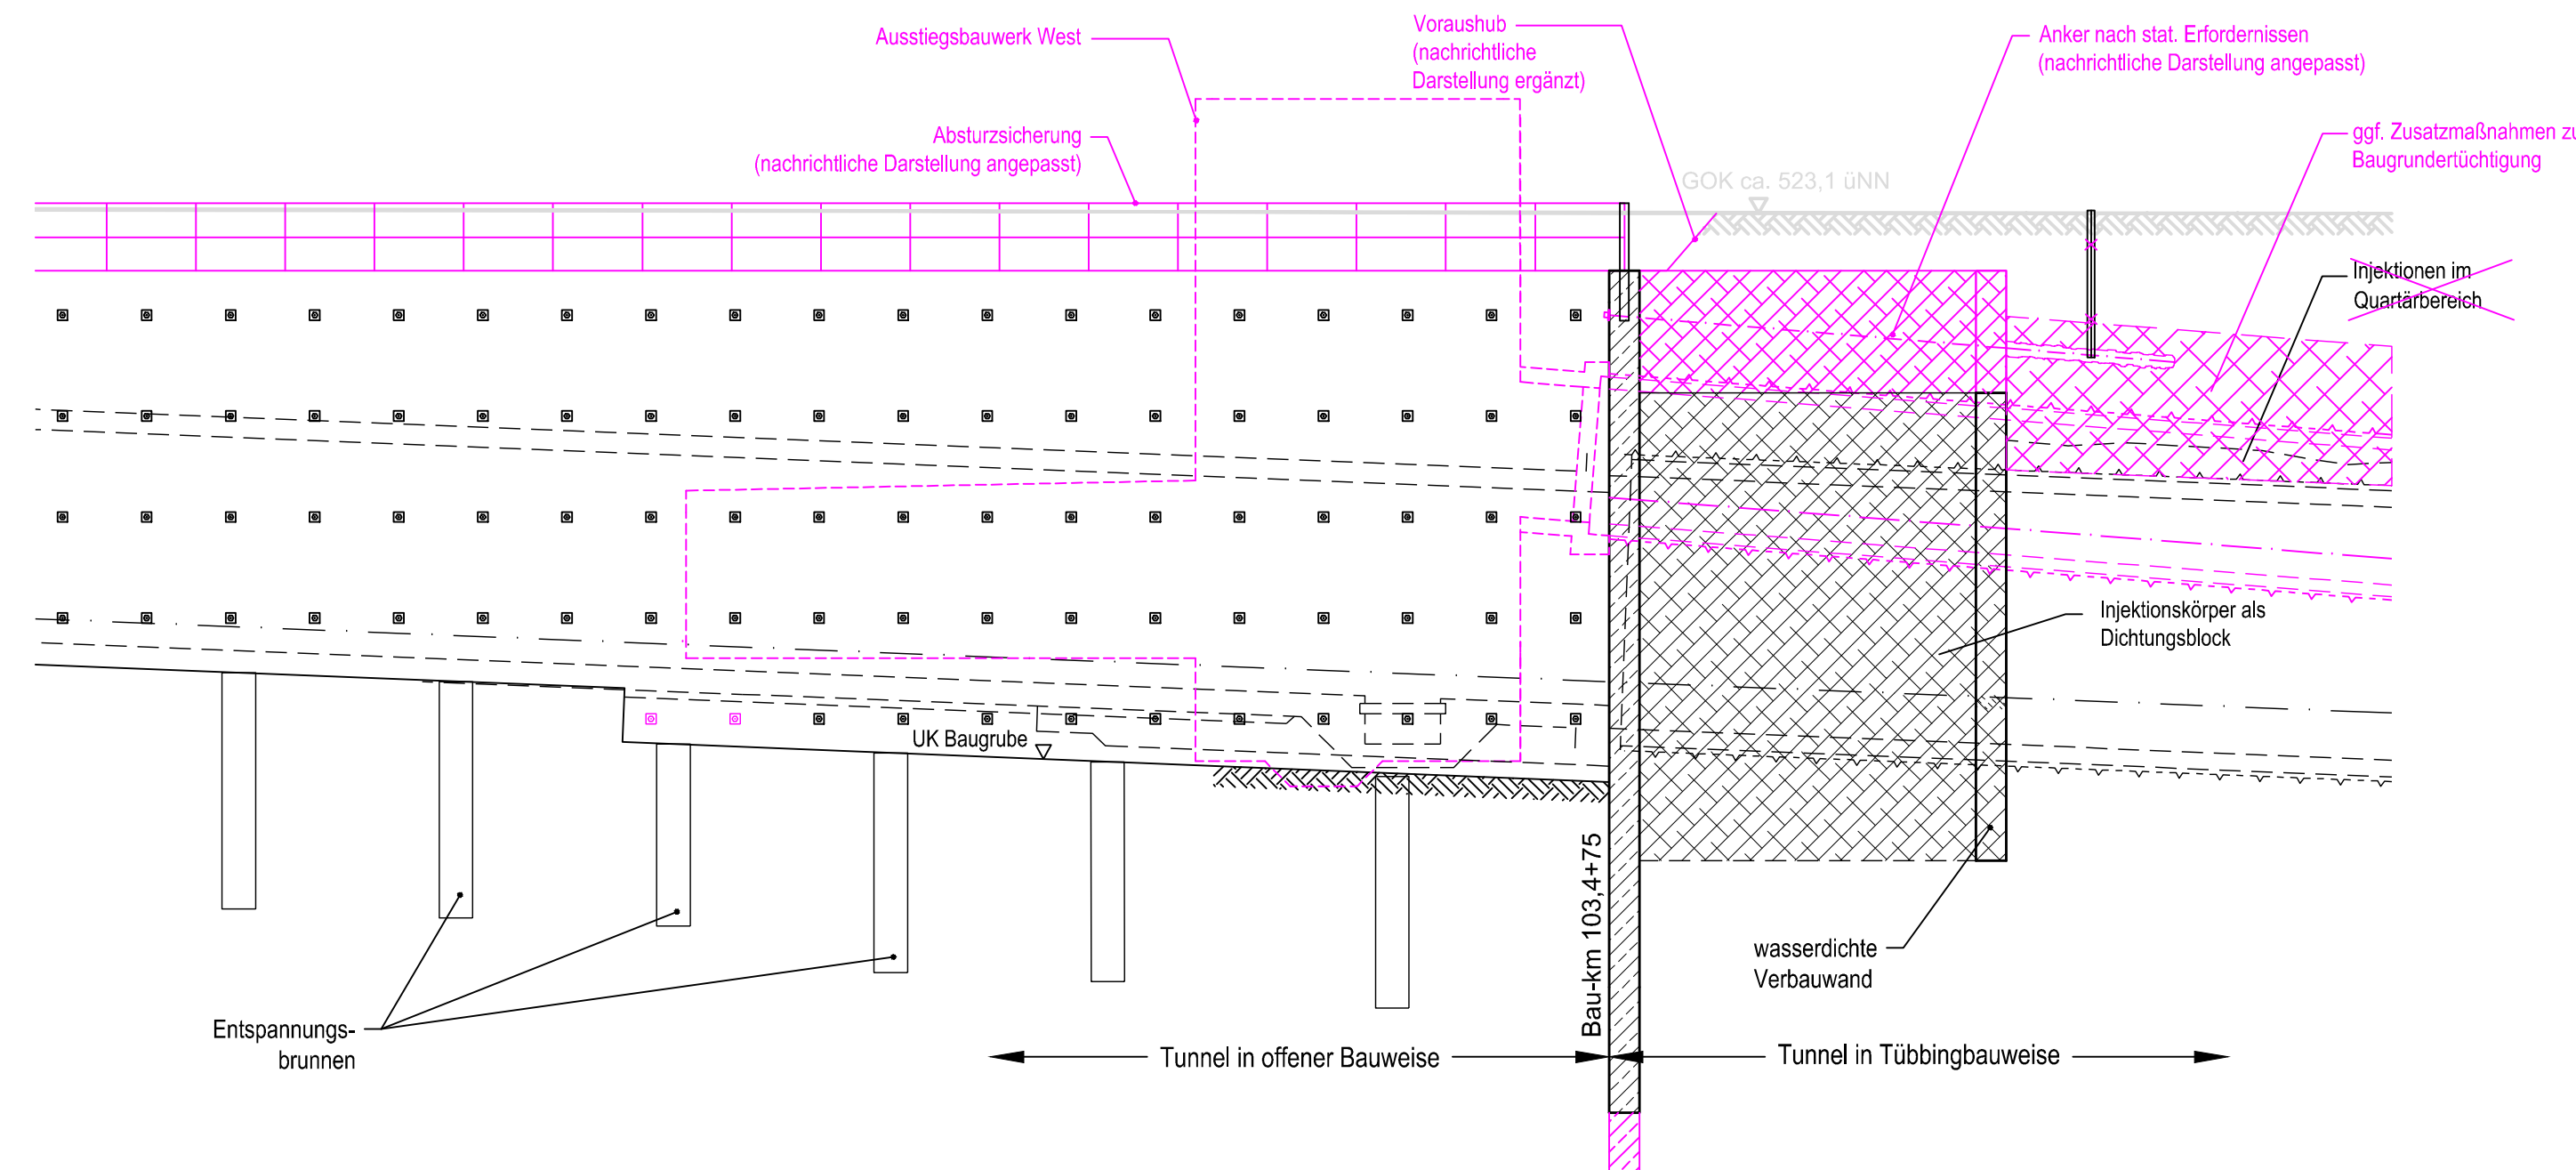 Ausstiegsbauwerk West
Voraushub
(nachrichtliche
Darstellung ergänzt)
Anker nach stat. Erfordernissen
(nachrichtliche Darstellung angepasst)
Absturzsicherung
(nachrichtliche Darstellung angepasst)
ggf. Zusatzmaßnahmen zu
Baugrundertüchtigung
GOK ca. 523,1 üNN
Injektionen im
Quartärbereich
Injektionskörper als
Dichtungsblock
UK Baugrube
Bau-km 103,4+75
wasserdichte
Verbauwand
Entspannungs-
brunnen
Tunnel in offener Bauweise
Tunnel in Tübbingbauweise